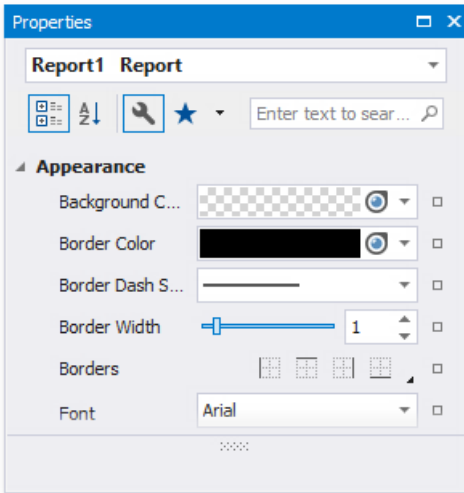 Properties
Report1 Report
A
Z
Enter text to sear...
Appearance
Background C...
Border Color
Border Dash S...
Border Width 1
Borders
Font Arial